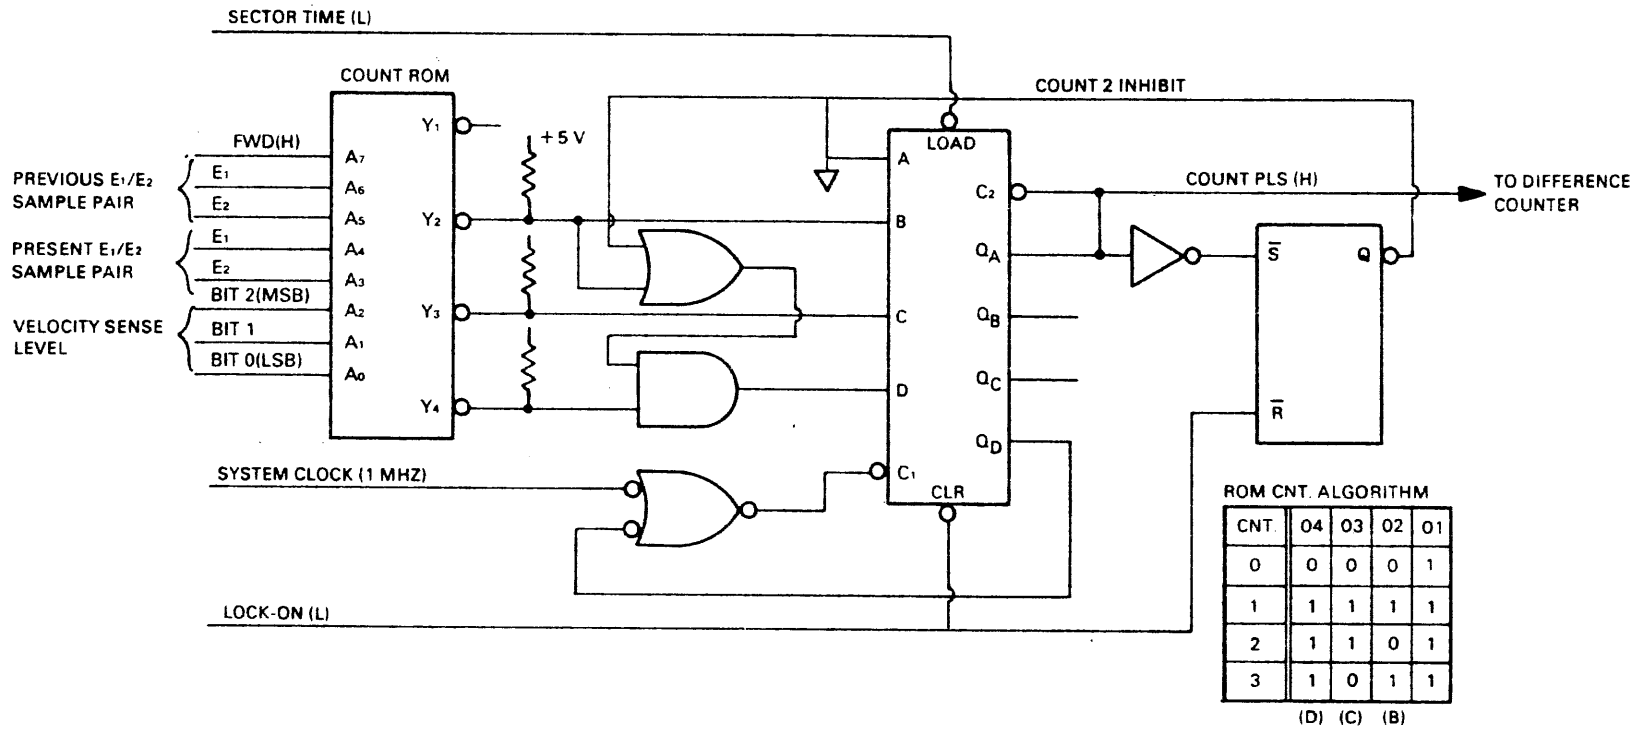 SECTOR TIME (L)
COUNT ROM
COUNT 2 INHIBIT
Y1
+5 V
LOAD
FWD(H)
A7
A
PREVIOUS E1/E2
SAMPLE PAIR
E1
A6
C2
COUNT PLS (H)
TO DIFFERENCE
COUNTER
E2
A5
Y2
B
PRESENT E1/E2
SAMPLE PAIR
E1
A4
QA
S
Q
E2
A3
VELOCITY SENSE
LEVEL
BIT 2(MSB)
A2
Y3
C
QB
BIT 1
A1
BIT 0(LSB)
A0
QC
Y4
D
R
QD
SYSTEM CLOCK (1 MHZ)
C1
CLR
LOCK-ON (L)
ROM CNT. ALGORITHM
CNT. 04 03 02 01
0 0 0 0 1
1 1 1 1 1
2 1 1 0 1
3 1 0 1 1
(D) (C) (B)